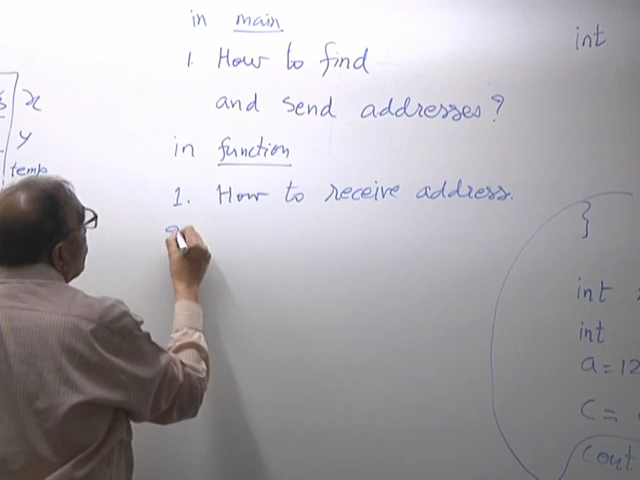 in main
1. How to find
and send addresses?
in function
1. How to receive address.
x
y
temp
int
}
int
int
a = 12
c =
cout